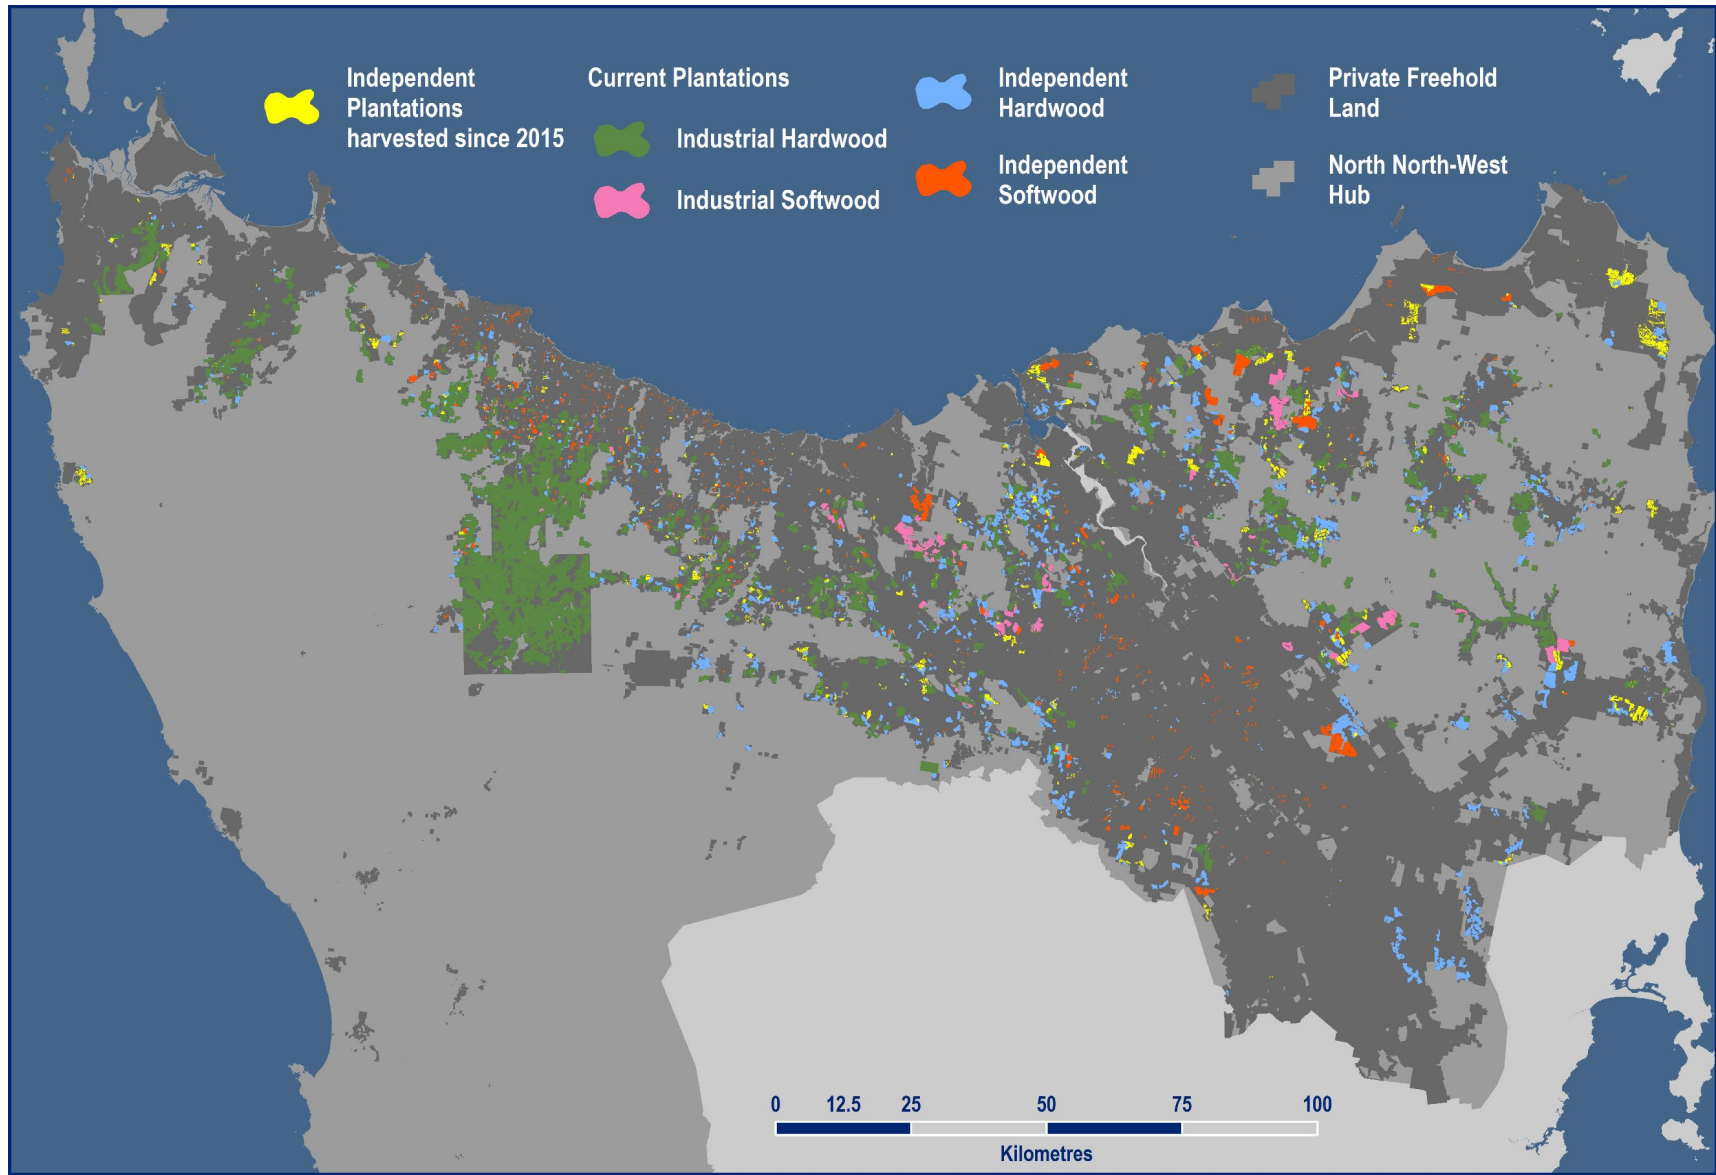 Independent
Plantations
harvested since 2015
Current Plantations
Industrial Hardwood
Industrial Softwood
Independent
Hardwood
Independent
Softwood
Private Freehold
Land
North North-West
Hub
0 12.5 25 50 75 100
Kilometres